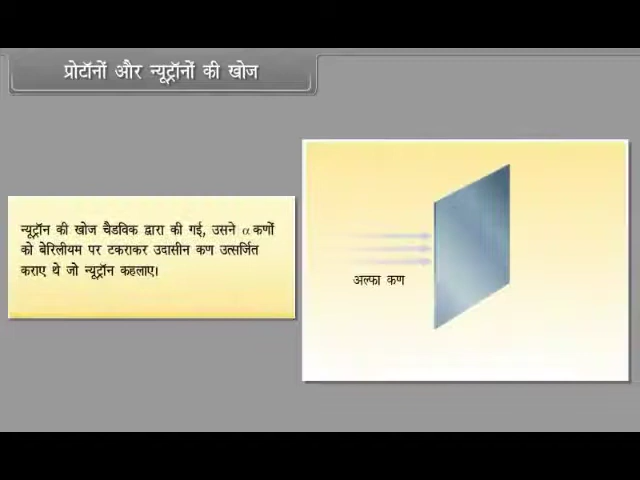 प्रोटॉनों और न्यूट्रॉनों की खोज
न्यूट्रॉन की खोज चैडविक द्वारा की गई, उसने α कणों
को बेरिलीयम पर टकराकर उदासीन कण उत्सर्जित
कराए थे जो न्यूट्रॉन कहलाए।
अल्फा कण